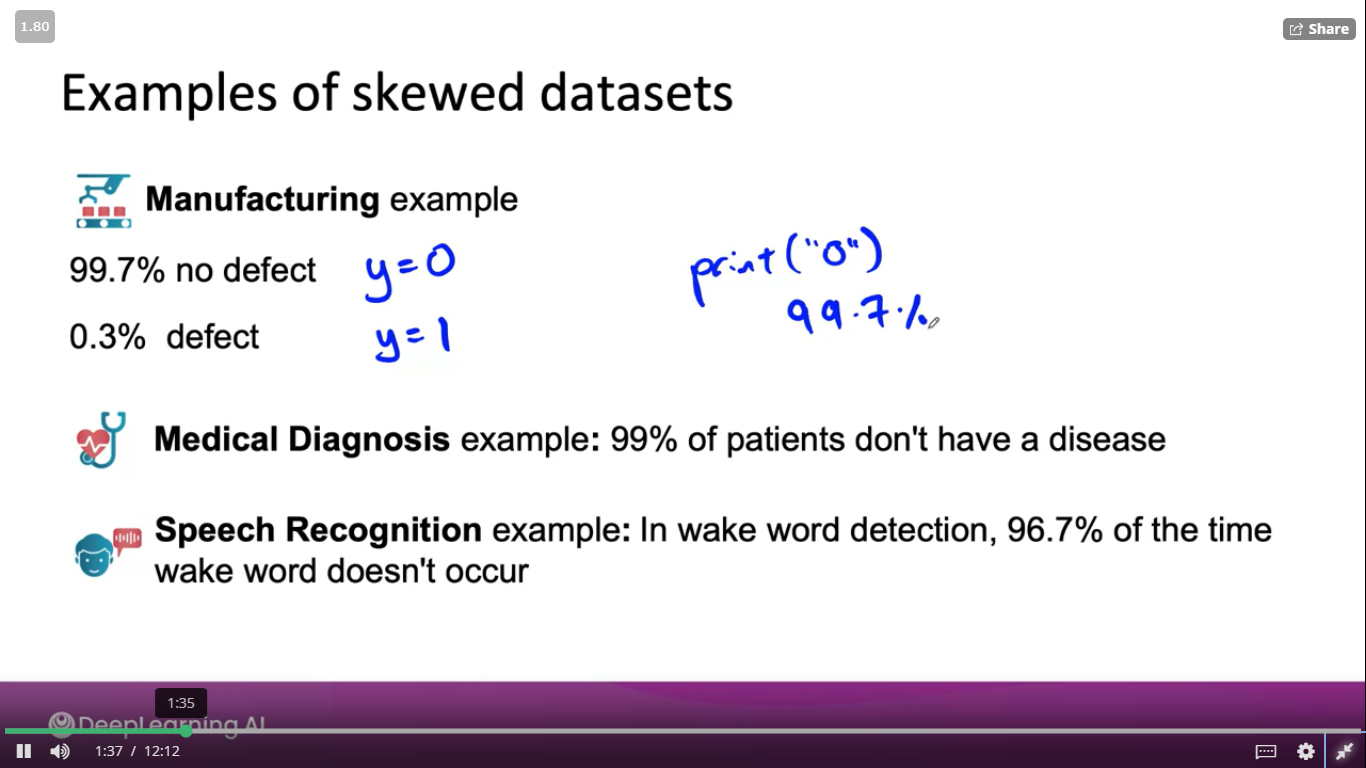 1.80
Share
Examples of skewed datasets
Manufacturing example
99.7% no defect y=0 print("0")
99.7%
0.3% defect y=1
Medical Diagnosis example: 99% of patients don't have a disease
Speech Recognition example: In wake word detection, 96.7% of the time
wake word doesn't occur
1:35
DeepLearning.AI
1:37 / 12:12